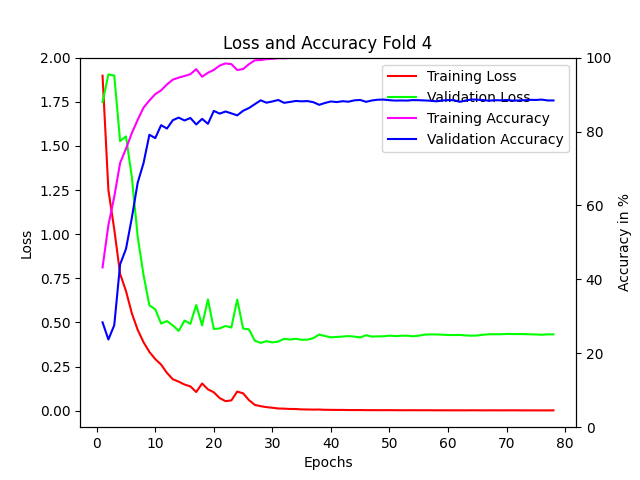 Loss and Accuracy Fold 4
2.00
1.75
1.50
1.25
1.00
0.75
0.50
0.25
0.00
Loss
100
80
60
40
20
0
Accuracy in %
Training Loss
Validation Loss
Training Accuracy
Validation Accuracy
0 10 20 30 40 50 60 70 80
Epochs